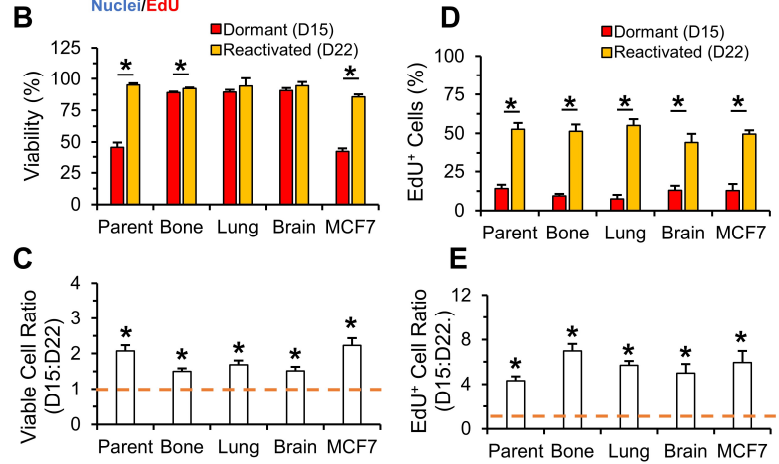 Nuclei/EdU
B
Dormant (D15)
Reactivated (D22)
Viability (%)
125
100
75
50
25
0
* * *
Parent Bone Lung Brain MCF7
D
Dormant (D15)
Reactivated (D22)
EdU+ Cells (%)
100
75
50
25
0
* * * * *
Parent Bone Lung Brain MCF7
C
Viable Cell Ratio
(D15:D22)
4
3
2
1
0
* * * * *
Parent Bone Lung Brain MCF7
E
EdU+ Cell Ratio
(D15:D22.)
12
8
4
0
* * * * *
Parent Bone Lung Brain MCF7